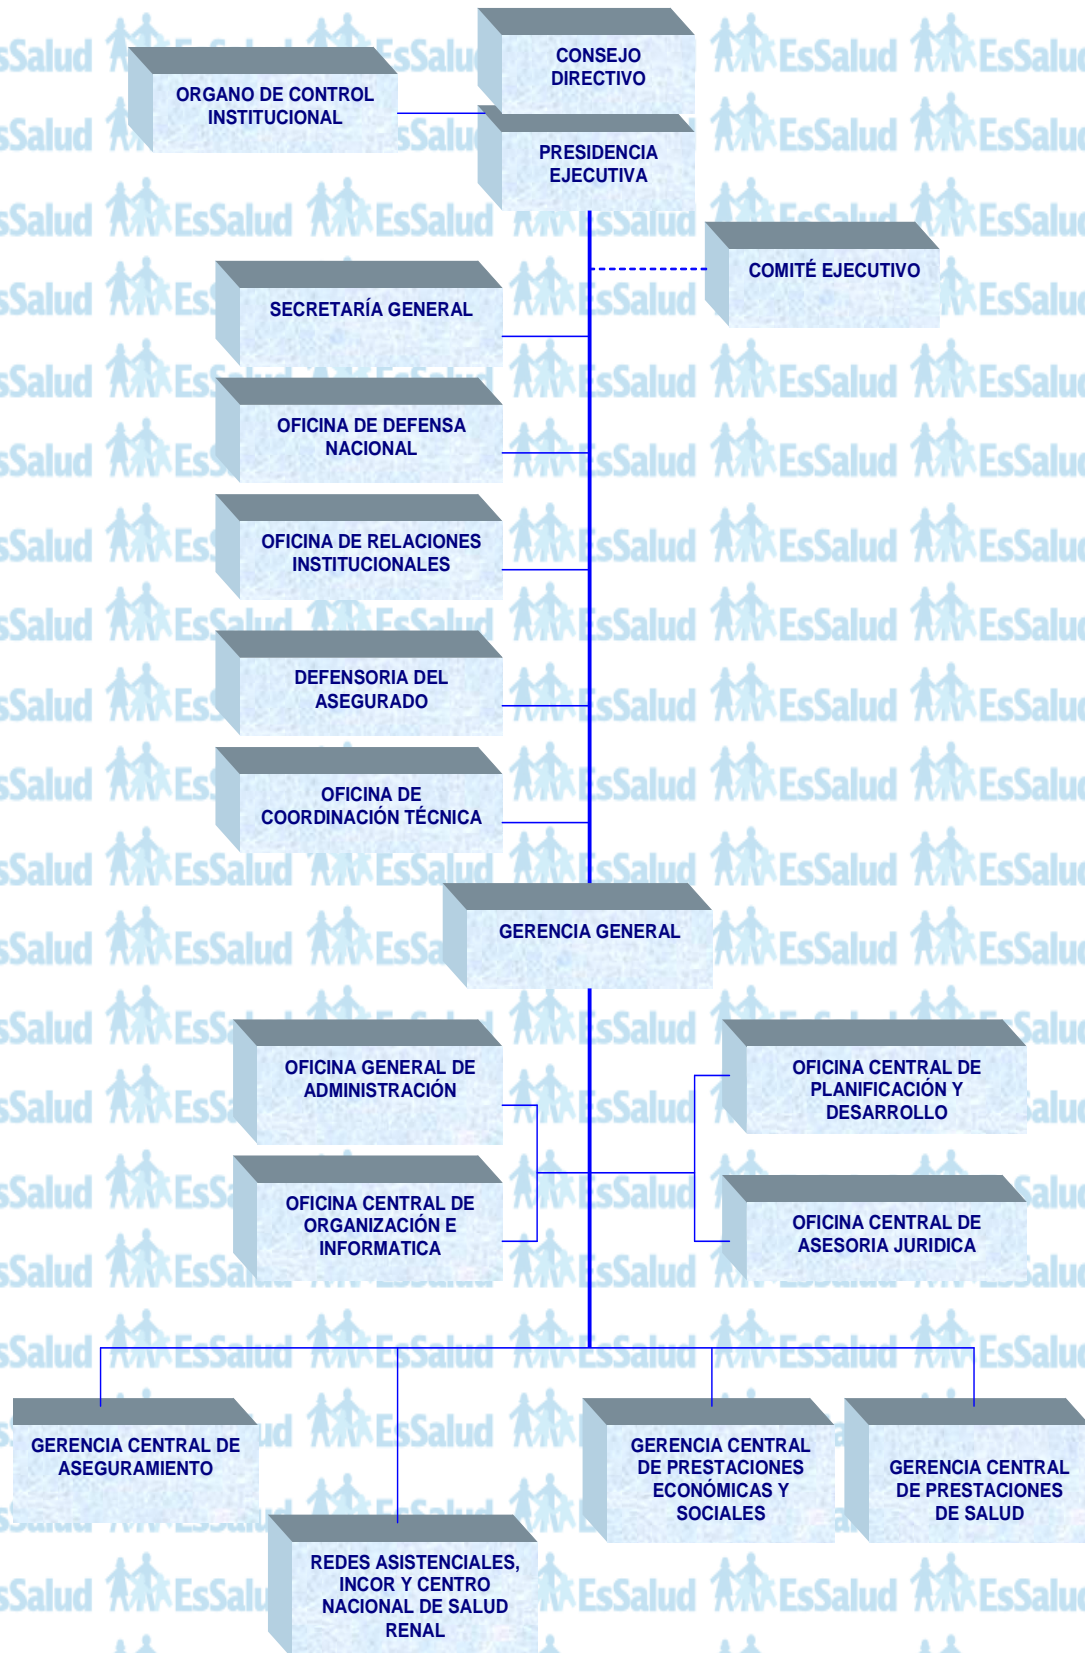 CONSEJO
DIRECTIVO
ORGANO DE CONTROL
INSTITUCIONAL
PRESIDENCIA
EJECUTIVA
COMITÉ EJECUTIVO
SECRETARÍA GENERAL
OFICINA DE DEFENSA
NACIONAL
OFICINA DE RELACIONES
INSTITUCIONALES
DEFENSORIA DEL
ASEGURADO
OFICINA DE
COORDINACIÓN TÉCNICA
GERENCIA GENERAL
OFICINA GENERAL DE
ADMINISTRACIÓN
OFICINA CENTRAL DE
PLANIFICACIÓN Y
DESARROLLO
OFICINA CENTRAL DE
ORGANIZACIÓN E
INFORMATICA
OFICINA CENTRAL DE
ASESORIA JURIDICA
GERENCIA CENTRAL DE
ASEGURAMIENTO
REDES ASISTENCIALES,
INCOR Y CENTRO
NACIONAL DE SALUD
RENAL
GERENCIA CENTRAL
DE PRESTACIONES
ECONÓMICAS Y
SOCIALES
GERENCIA CENTRAL
DE PRESTACIONES
DE SALUD
EsSalud